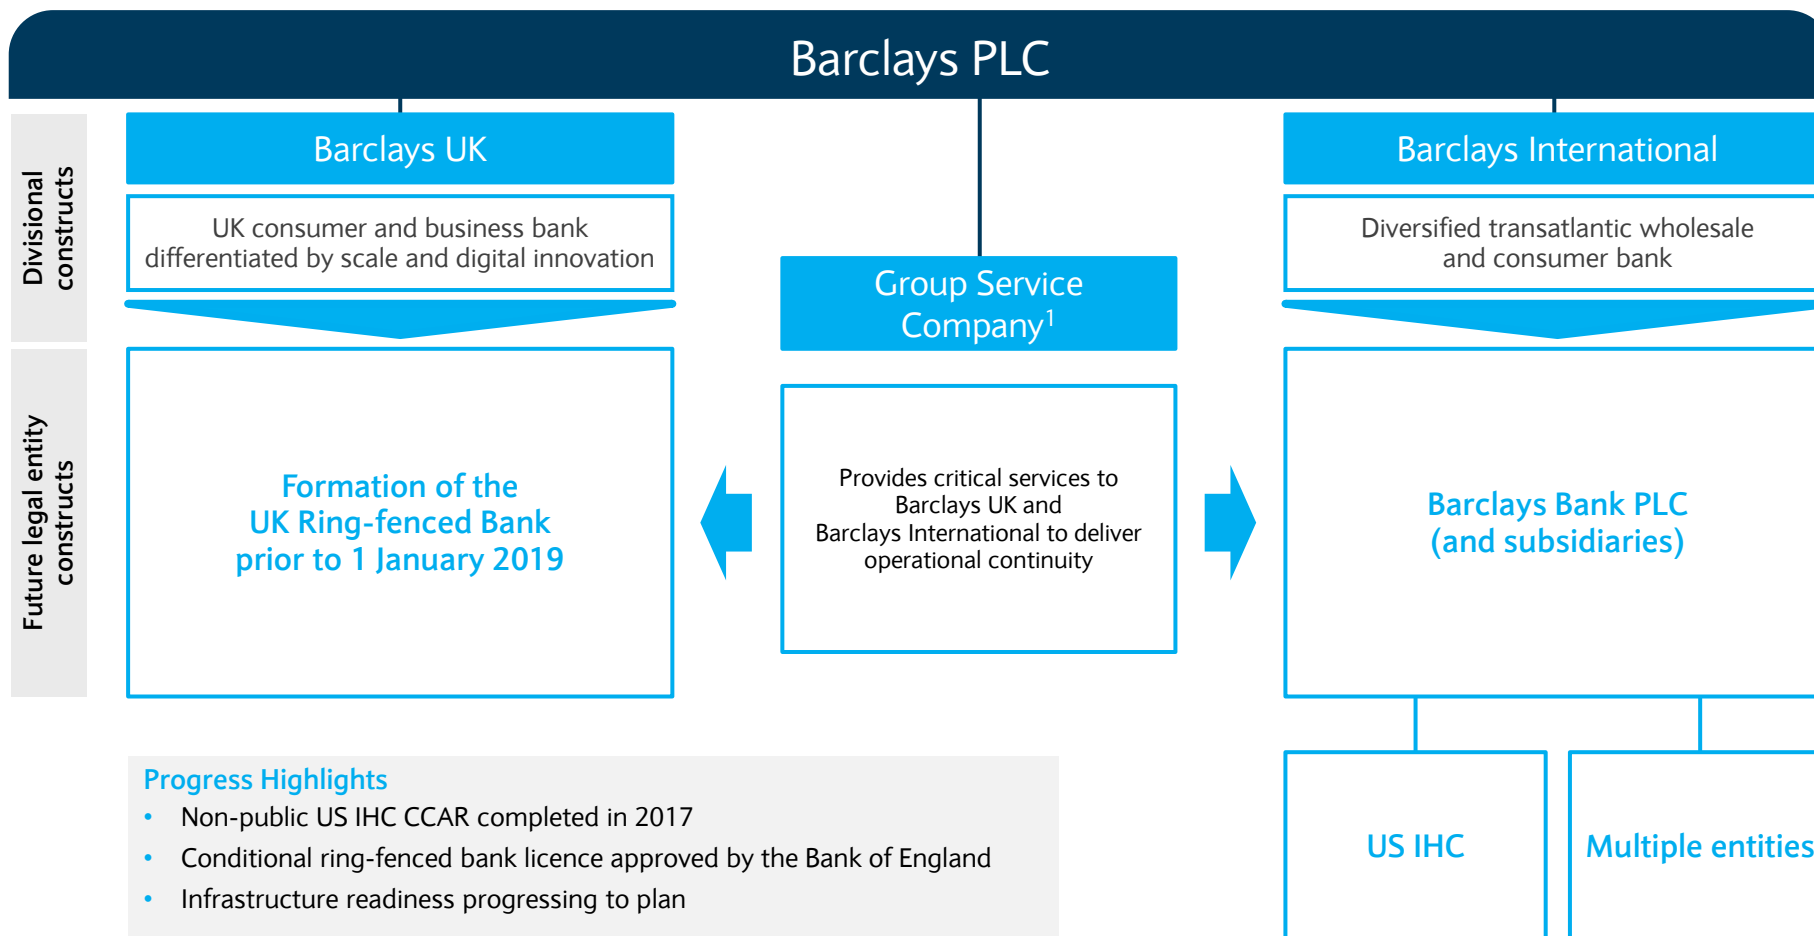 Barclays PLC
Divisional
constructs
Barclays UK
UK consumer and business bank
differentiated by scale and digital innovation
Group Service
Company1
Barclays International
Diversified transatlantic wholesale
and consumer bank
Future legal entity
constructs
Formation of the
UK Ring-fenced Bank
prior to 1 January 2019
Provides critical services to
Barclays UK and
Barclays International to deliver
operational continuity
Barclays Bank PLC
(and subsidiaries)
US IHC
Multiple entities
Progress Highlights
• Non-public US IHC CCAR completed in 2017
• Conditional ring-fenced bank licence approved by the Bank of England
• Infrastructure readiness progressing to plan